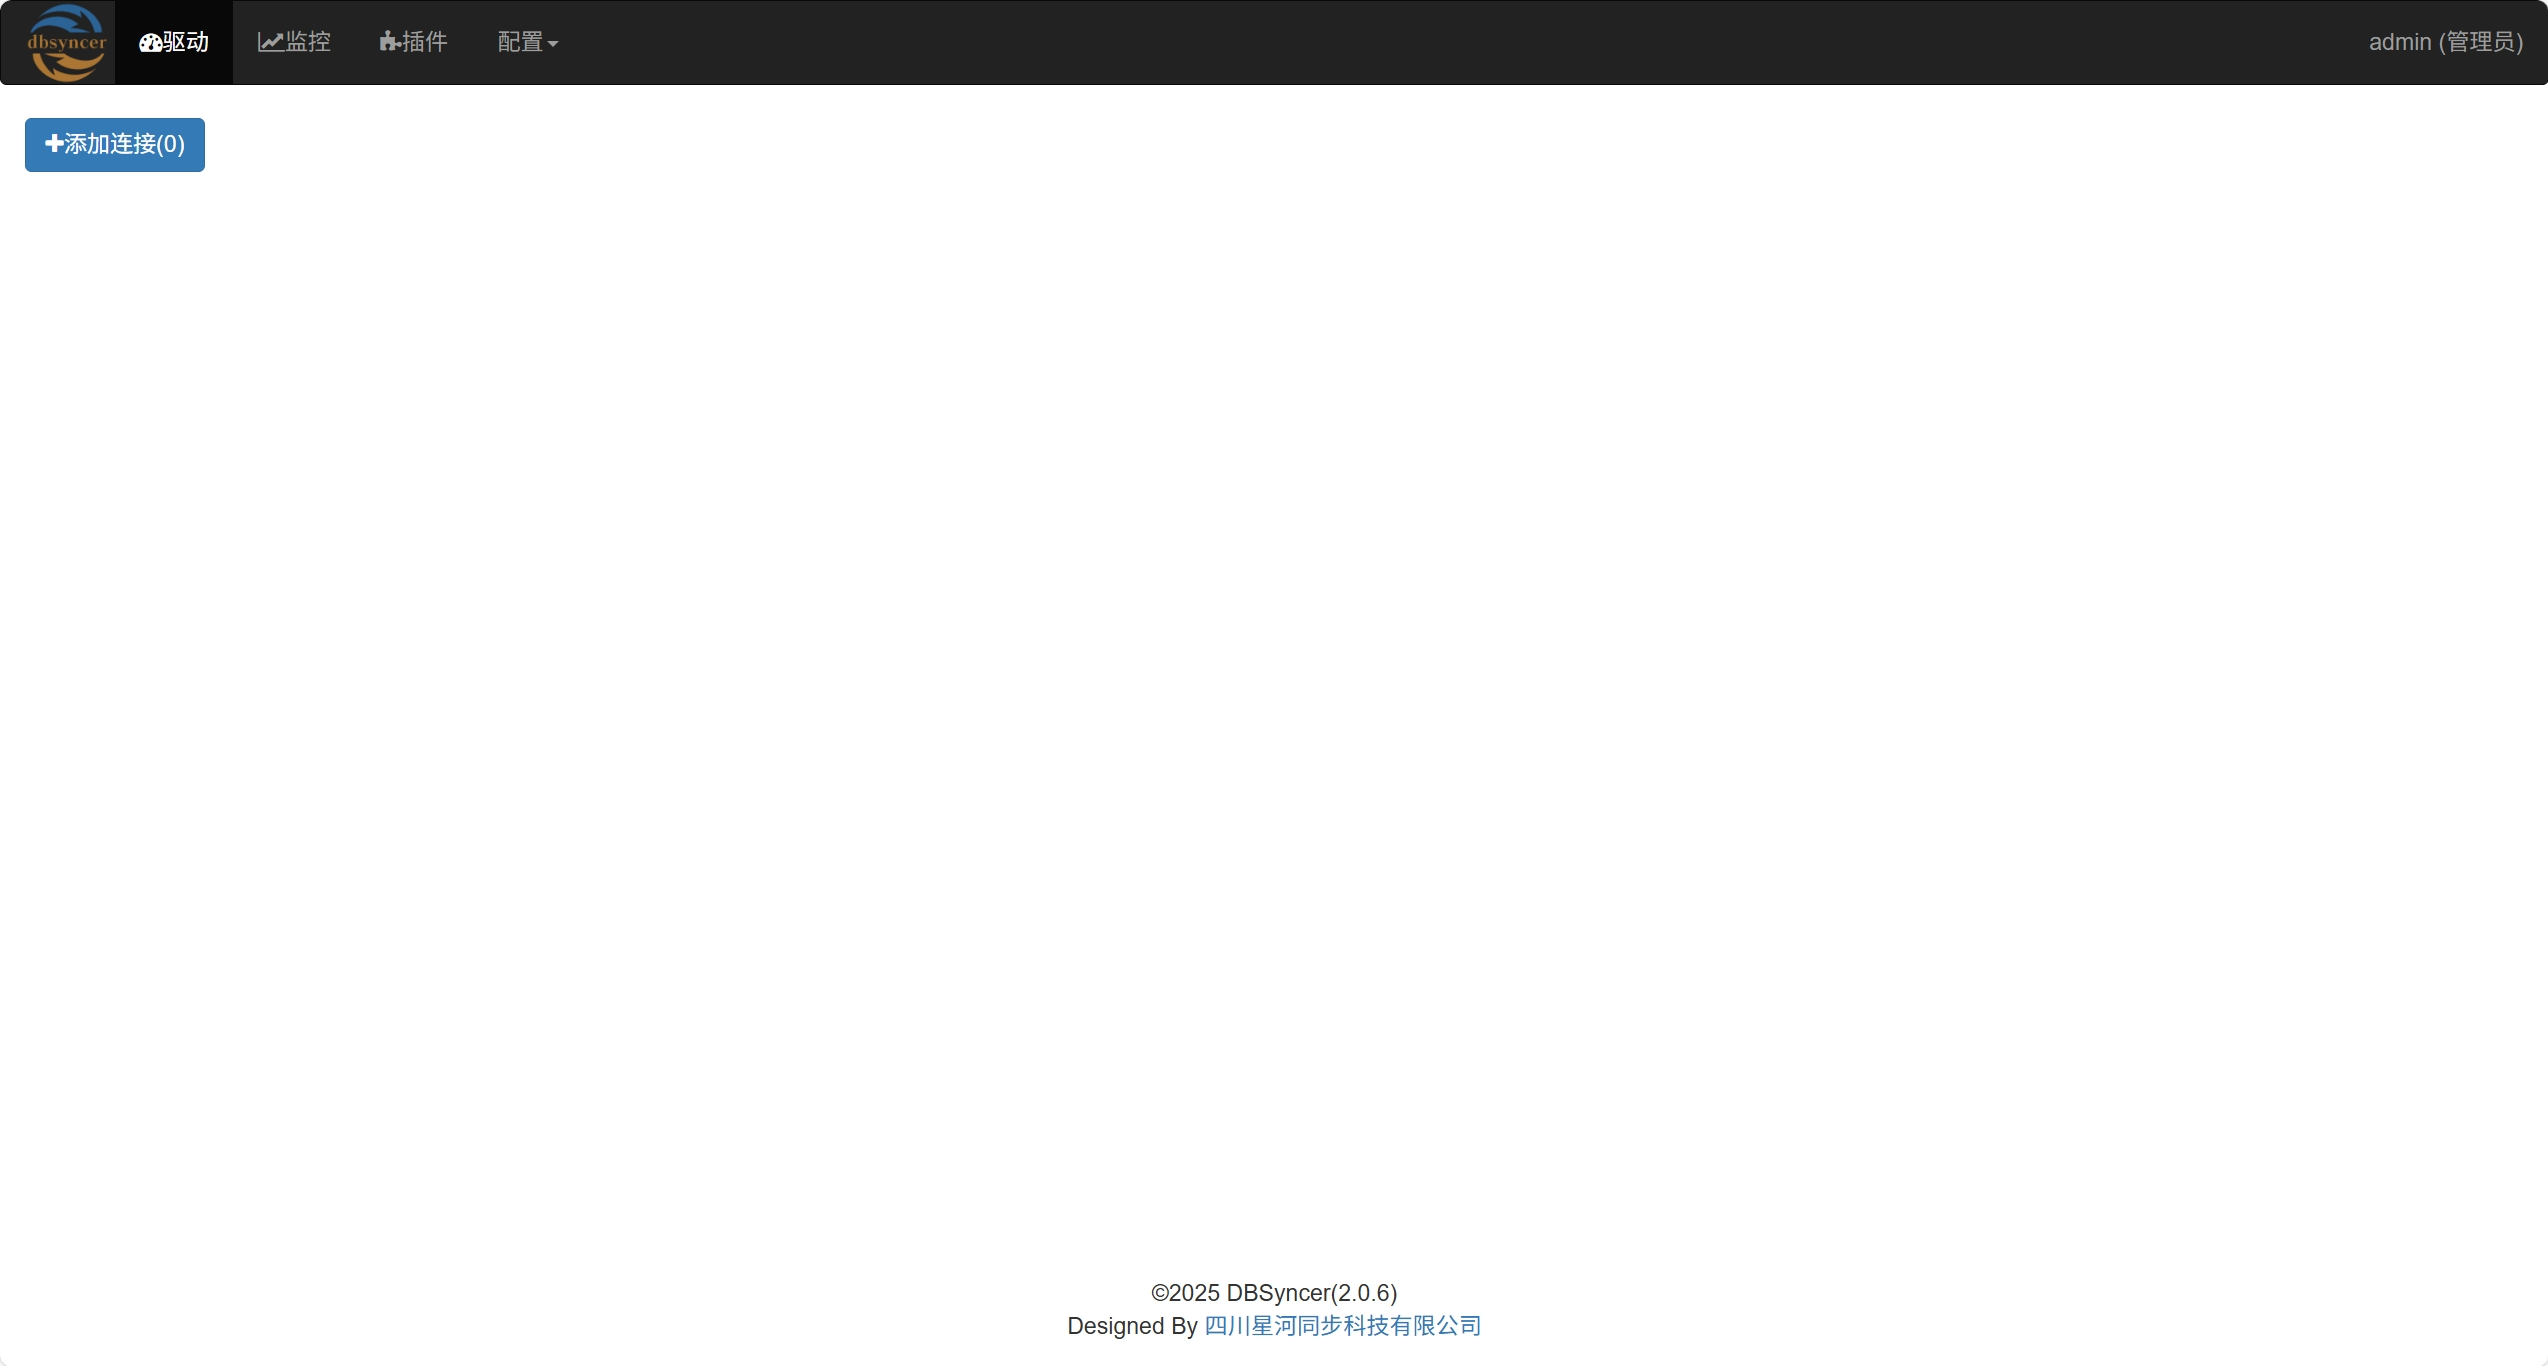 dbsyncer 驱动 监控 插件 配置 admin (管理员)
添加连接(0)
©2025 DBSyncer(2.0.6)
Designed By 四川星河同步科技有限公司